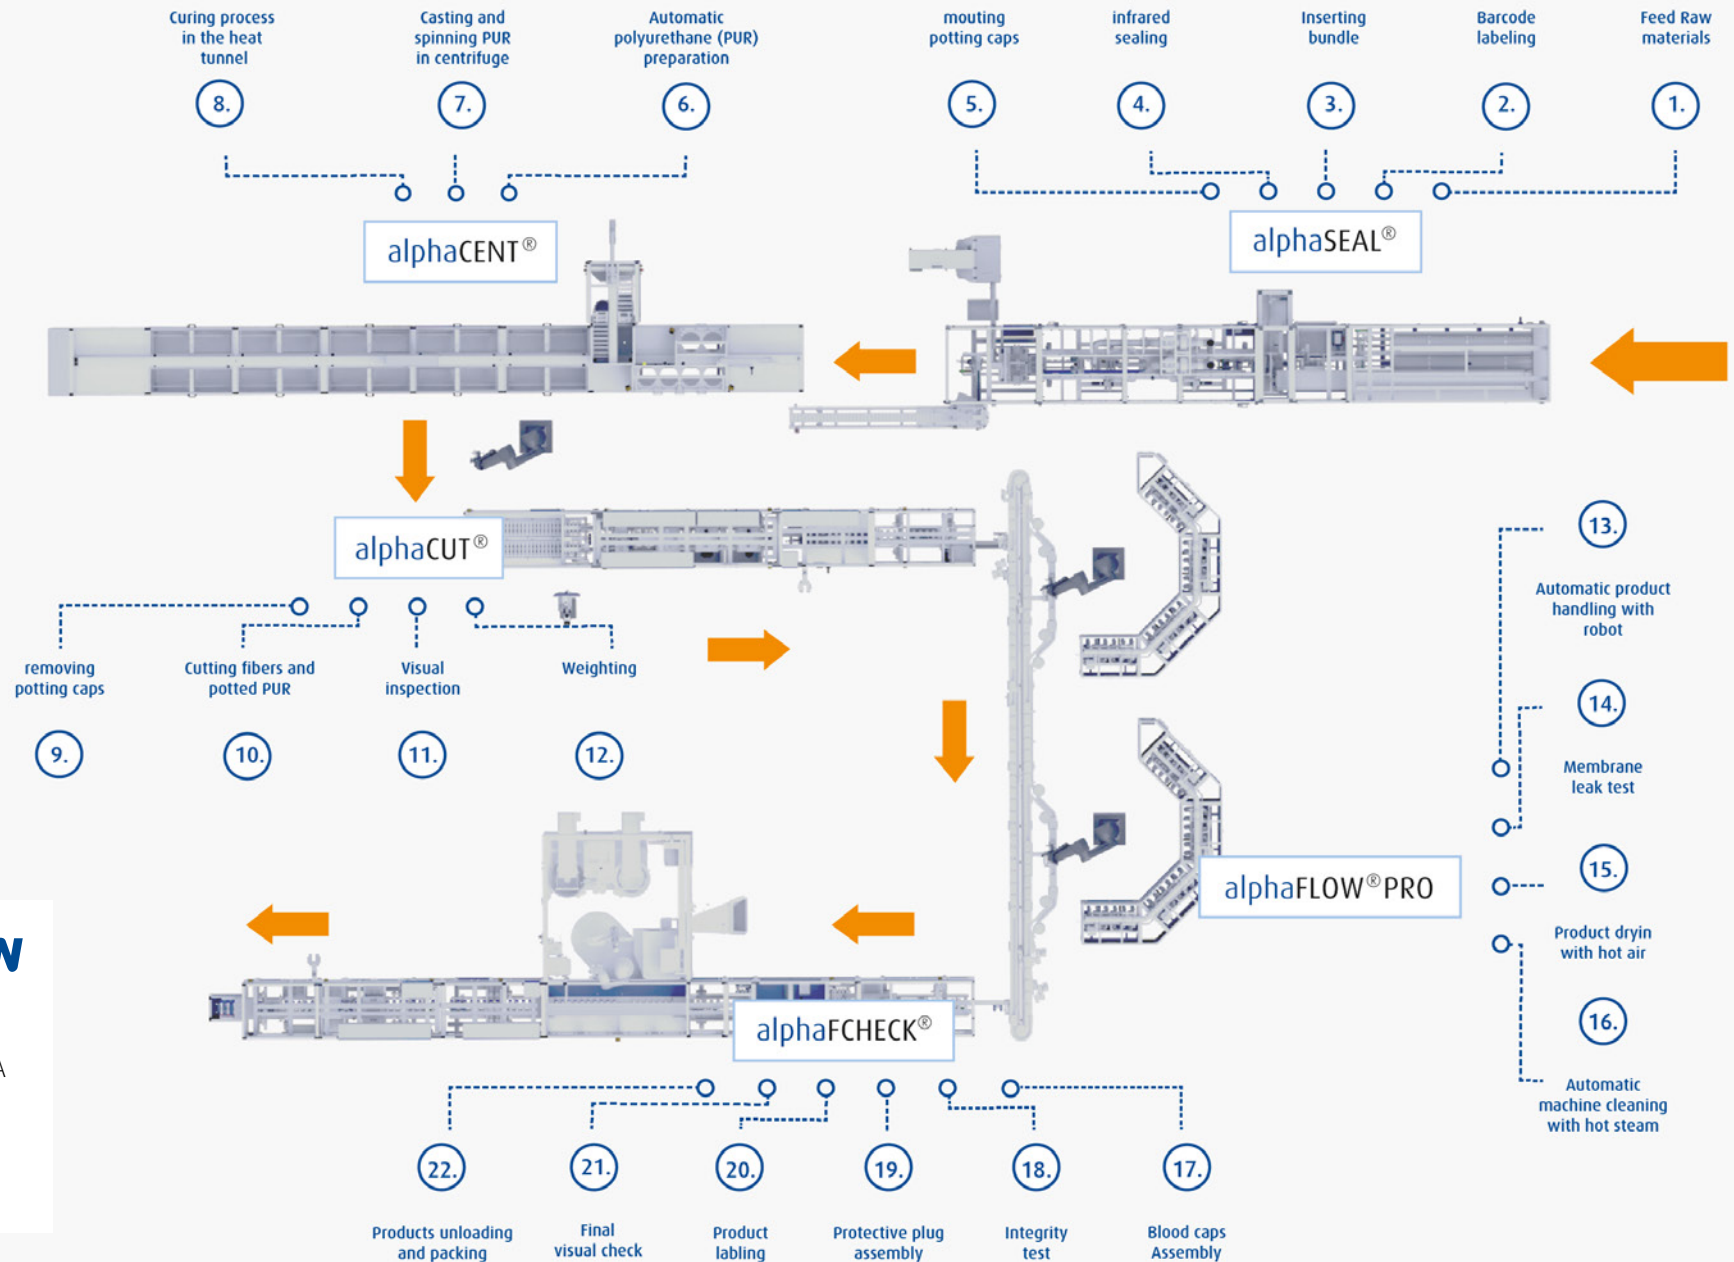 Curing process
in the heat
tunnel
8.
Casting and
spinning PUR
in centrifuge
7.
Automatic
polyurethane (PUR)
preparation
6.
mouting
potting caps
5.
infrared
sealing
4.
Inserting
bundle
3.
Barcode
labeling
2.
Feed Raw
materials
1.
alphaCENT®
alphaSEAL®
alphaCUT®
removing
potting caps
9.
Cutting fibers and
potted PUR
10.
Visual
inspection
11.
Weighting
12.
13.
Automatic product
handling with
robot
14.
Membrane
leak test
15.
Product dryin
with hot air
16.
Automatic
machine cleaning
with hot steam
alphaFLOW®PRO
alphaFCHECK®
w
A
22.
Products unloading
and packing
21.
Final
visual check
20.
Product
labling
19.
Protective plug
assembly
18.
Integrity
test
17.
Blood caps
Assembly